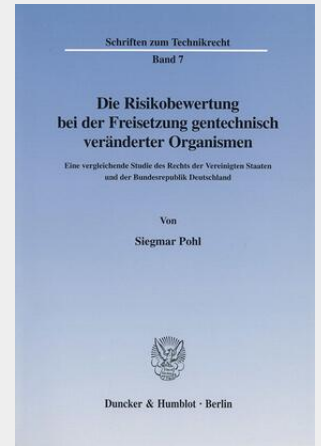 Schriften zum Technikrecht
Band 7
Die Risikobewertung
bei der Freisetzung gentechnisch
veränderter Organismen
Eine vergleichende Studie des Rechts der Vereinigten Staaten
und der Bundesrepublik Deutschland
Von
Siegmar Pohl
Duncker & Humblot · Berlin